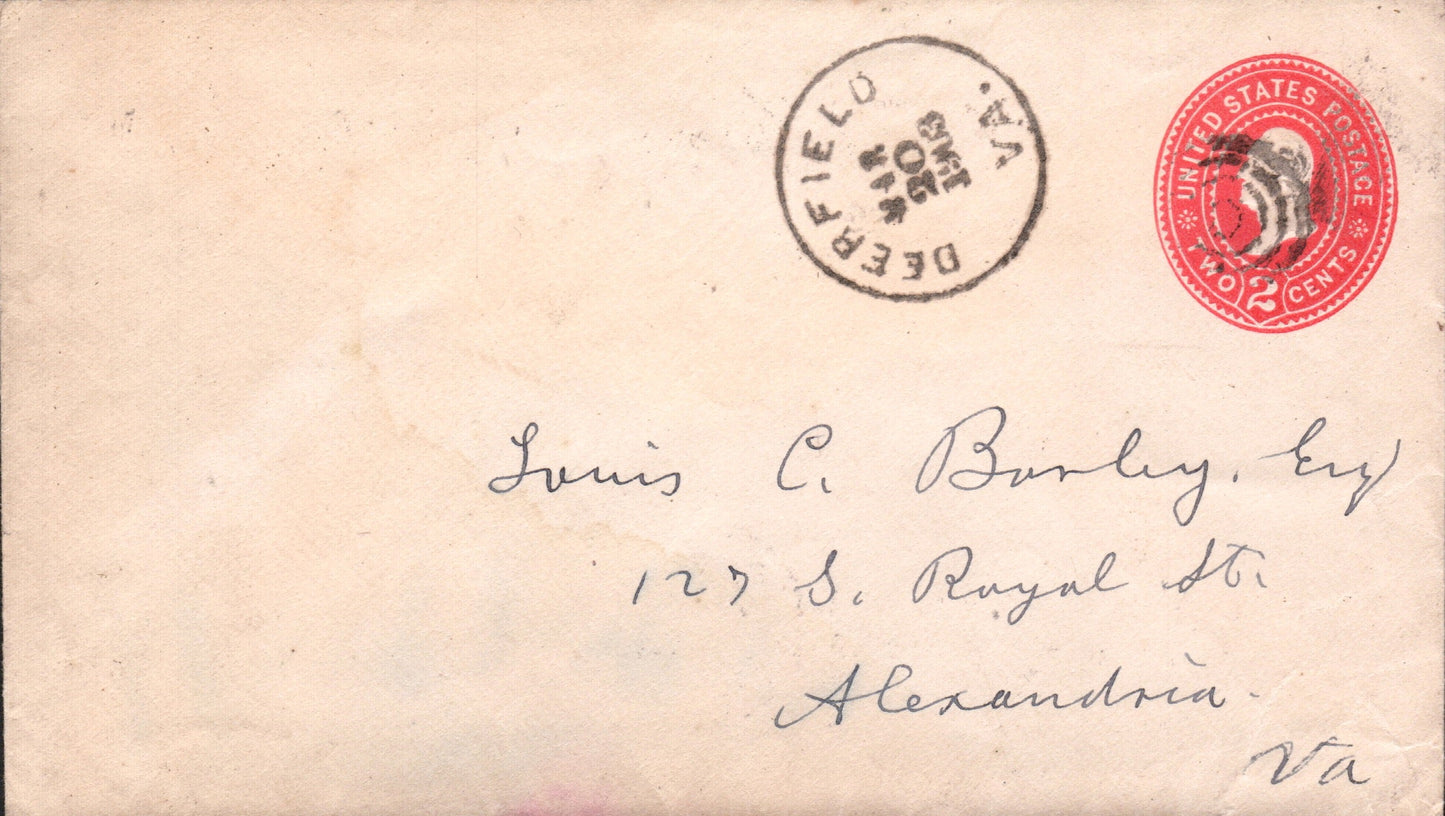 DEERFIELD VA.
MAR
20
UNITED STATES POSTAGE
TWO 2 CENTS
Louis C. Barley, Esq
127 S. Royal St.
Alexandria
Va